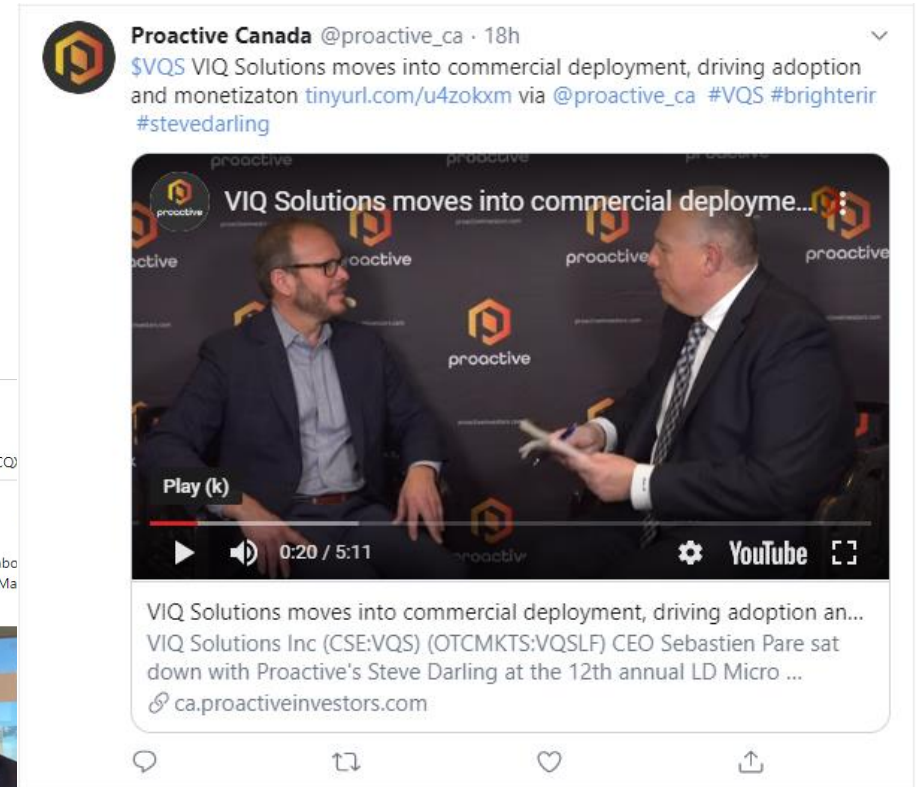 Proactive Canada @proactive_ca · 18h
$VQS VIQ Solutions moves into commercial deployment, driving adoption
and monetizaton tinyurl.com/u4zokxm via @proactive_ca #VQS #brighterir
#stevedarling
proactive
proactive
proactive
VIQ Solutions moves into commercial deployme...
proactive
proactive
proactive
proactive
Play (k)
0:20 / 5:11
YouTube
VIQ Solutions moves into commercial deployment, driving adoption an...
VIQ Solutions Inc (CSE:VQS) (OTCMKTS:VQSLF) CEO Sebastien Pare sat
down with Proactive's Steve Darling at the 12th annual LD Micro ...
ca.proactiveinvestors.com